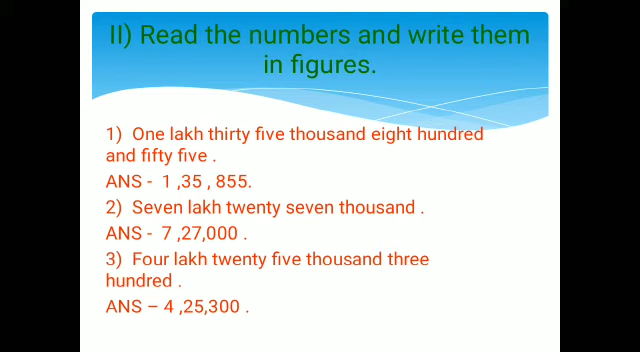 II) Read the numbers and write them
in figures.
1) One lakh thirty five thousand eight hundred
and fifty five .
ANS - 1 ,35 , 855.
2) Seven lakh twenty seven thousand .
ANS - 7 ,27,000 .
3) Four lakh twenty five thousand three
hundred .
ANS – 4 ,25,300 .